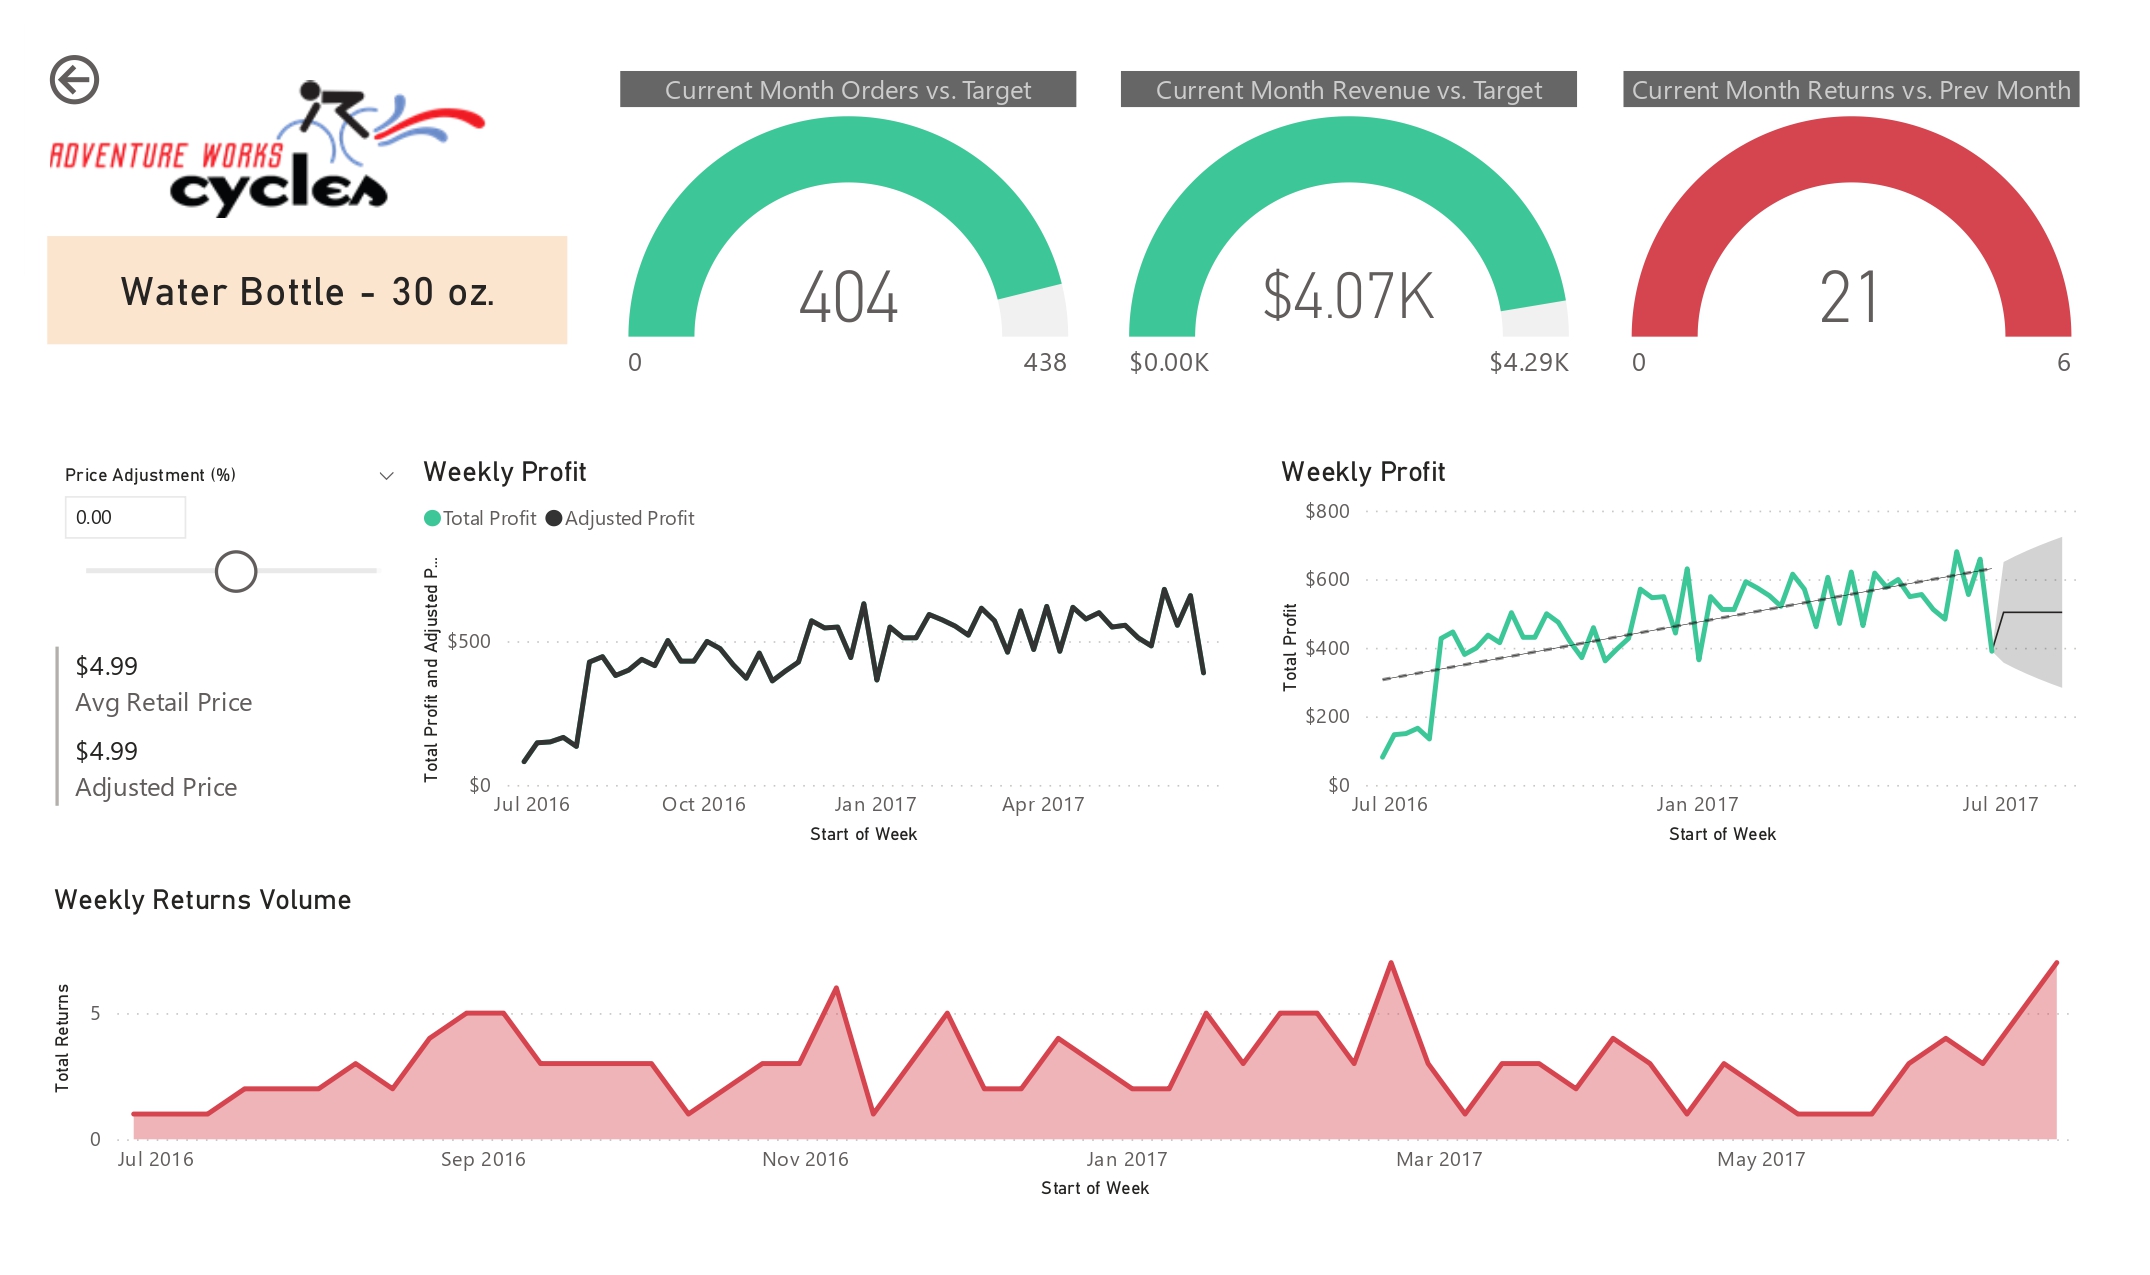 ADVENTURE WORKS
cycles
Water Bottle - 30 oz.
Current Month Orders vs. Target
404
0
438
Current Month Revenue vs. Target
$4.07K
$0.00K
$4.29K
Current Month Returns vs. Prev Month
21
0
6
Price Adjustment (%)
0.00
$4.99
Avg Retail Price
$4.99
Adjusted Price
Weekly Profit
Total Profit
Adjusted Profit
Total Profit and Adjusted P...
$500
$0
Jul 2016
Oct 2016
Jan 2017
Apr 2017
Start of Week
Weekly Profit
Total Profit
$800
$600
$400
$200
$0
Jul 2016
Jan 2017
Jul 2017
Start of Week
Weekly Returns Volume
Total Returns
5
0
Jul 2016
Sep 2016
Nov 2016
Jan 2017
Mar 2017
May 2017
Start of Week